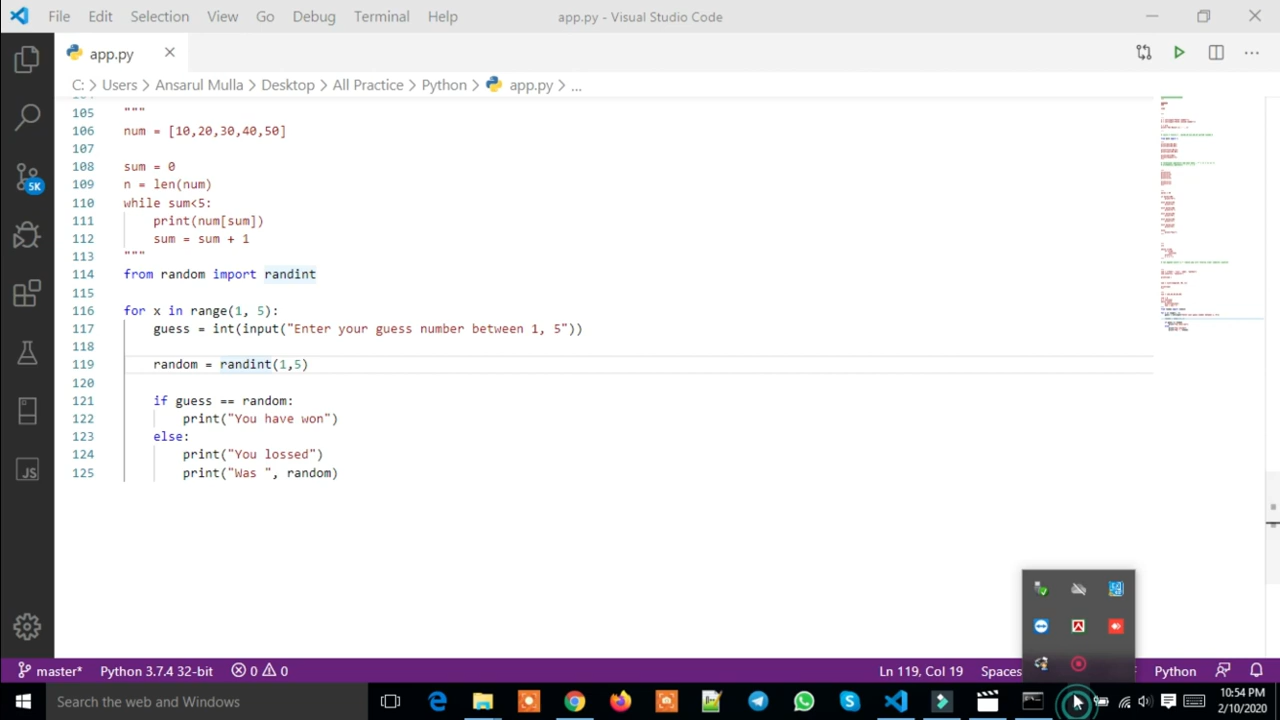 File Edit Selection View Go Debug Terminal Help app.py - Visual Studio Code
app.py
C: > Users > Ansarul Mulla > Desktop > All Practice > Python > app.py > ...
105 """
106 num = [10,20,30,40,50]
107
108 sum = 0
109 n = len(num)
110 while sum<5:
111 print(num[sum])
112 sum = sum + 1
113 """
114 from random import randint
115
116 for x in range(1, 5):
117 guess = int(input("Enter your guess number between 1, 5"))
118
119 random = randint(1,5)
120
121 if guess == random:
122 print("You have won")
123 else:
124 print("You lossed")
125 print("Was ", random)
5K
JS
master* Python 3.7.4 32-bit 0 0 Ln 119, Col 19 Spaces Python
Search the web and Windows
10:54 PM
2/10/2020